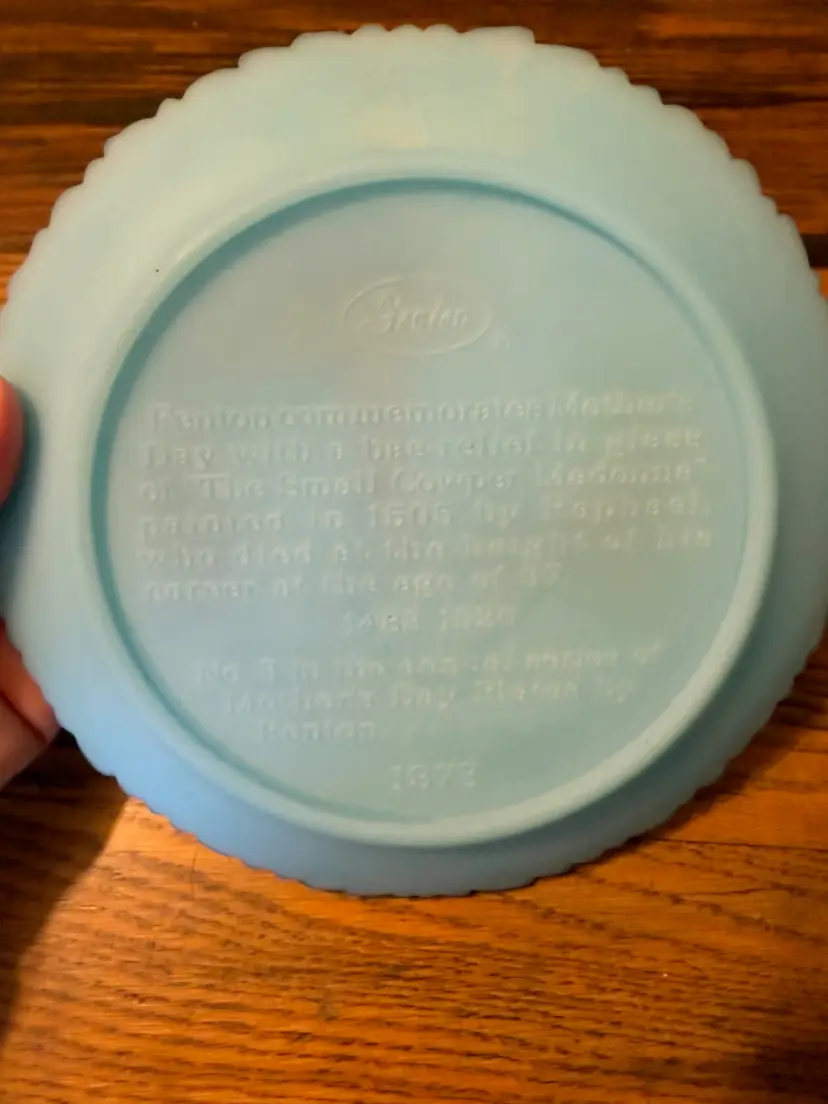 Fenton
Fenton commemorates Mother's
Day with a bas-relief in glass
of "The Small Cowper Madonna"
painted in 1505 by Raphael,
who died at the height of his
career at the age of 37.
1483 1520
No. 3 in the annual series of
Mother's Day Plates by
Fenton
1973